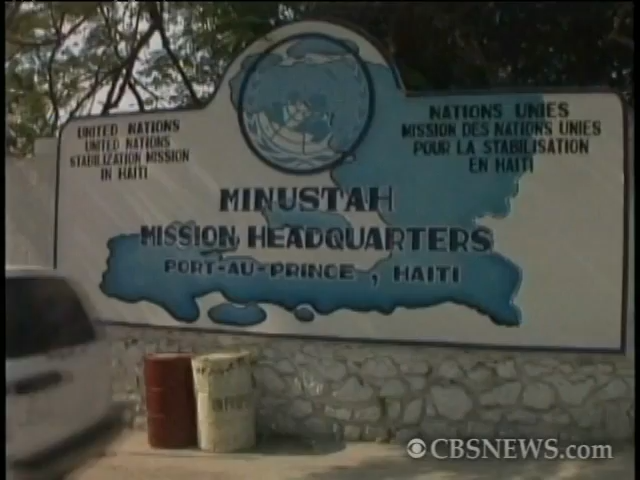 UNITED NATIONS
UNITED NATIONS
STABILIZATION MISSION
IN HAITI
NATIONS UNIES
MISSION DES NATIONS UNIES
POUR LA STABILISATION
EN HAITI
MINUSTAH
MISSION HEADQUARTERS
PORT-AU-PRINCE , HAITI
©CBSNEWS.com